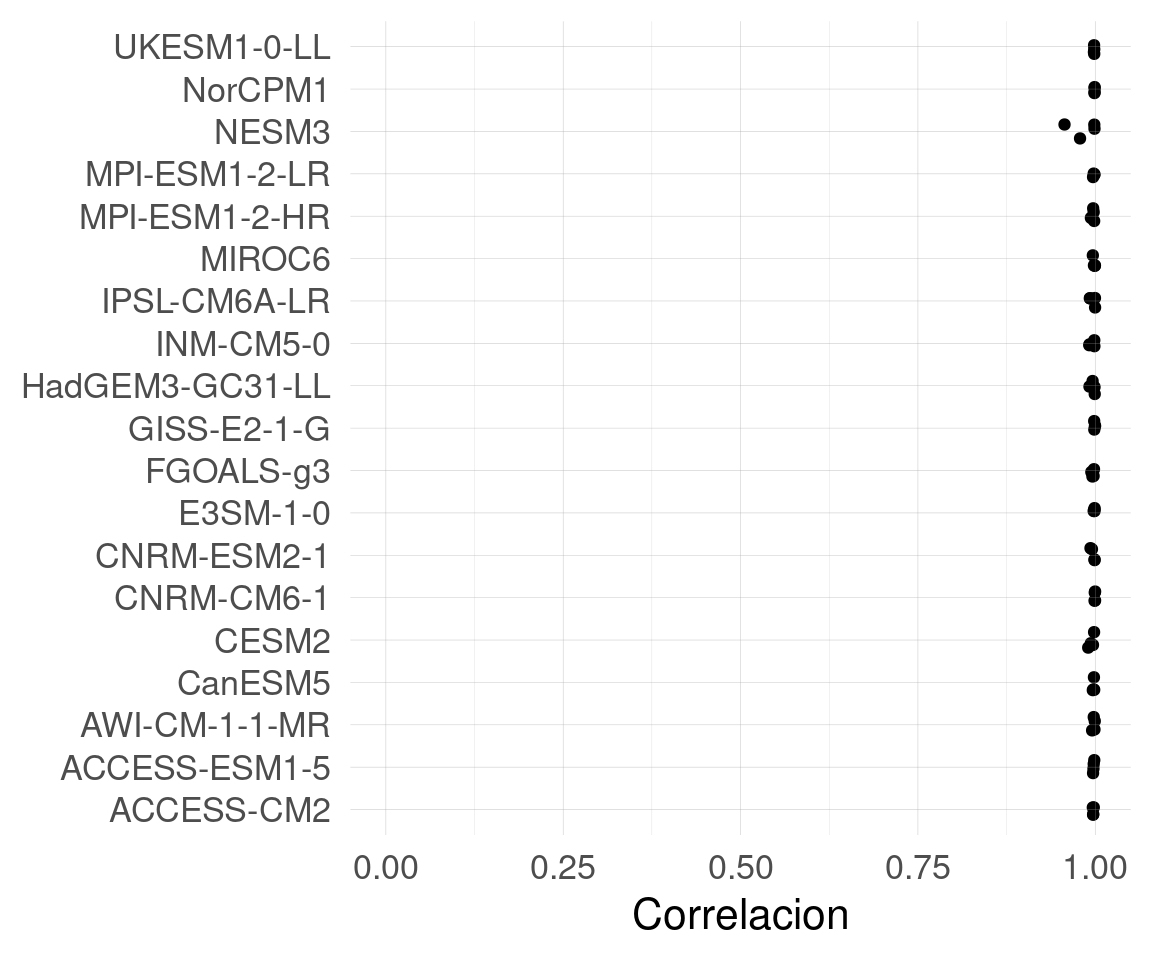 UKESM1-0-LL
NorCPM1
NESM3
MPI-ESM1-2-LR
MPI-ESM1-2-HR
MIROC6
IPSL-CM6A-LR
INM-CM5-0
HadGEM3-GC31-LL
GISS-E2-1-G
FGOALS-g3
E3SM-1-0
CNRM-ESM2-1
CNRM-CM6-1
CESM2
CanESM5
AWI-CM-1-1-MR
ACCESS-ESM1-5
ACCESS-CM2
0.00 0.25 0.50 0.75 1.00
Correlacion